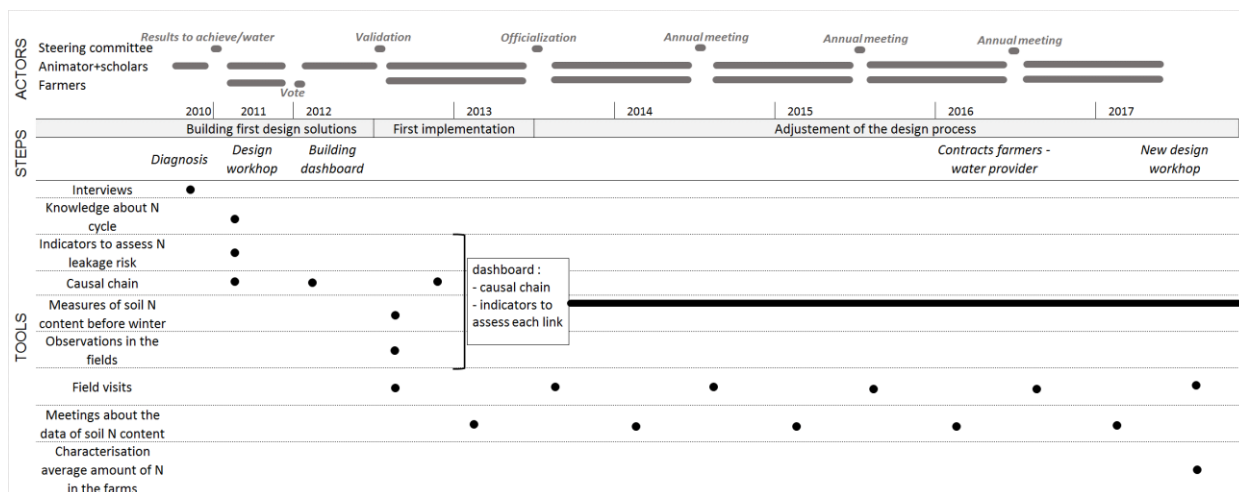 ACTORS
Results to achieve/water
Validation
Officialization
Annual meeting
Annual meeting
Annual meeting
Steering committee
Animator+scholars
Farmers
Vote
2010
2011
2012
2013
2014
2015
2016
2017
STEPS
Building first design solutions
First implementation
Adjustement of the design process
Diagnosis
Design
workhop
Building
dashboard
Contracts farmers -
water provider
New design
workhop
TOOLS
Interviews
Knowledge about N
cycle
Indicators to assess N
leakage risk
Causal chain
Measures of soil N
content before winter
Observations in the
fields
dashboard :
- causal chain
- indicators to
assess each link
Field visits
Meetings about the
data of soil N content
Characterisation
average amount of N
in the farms